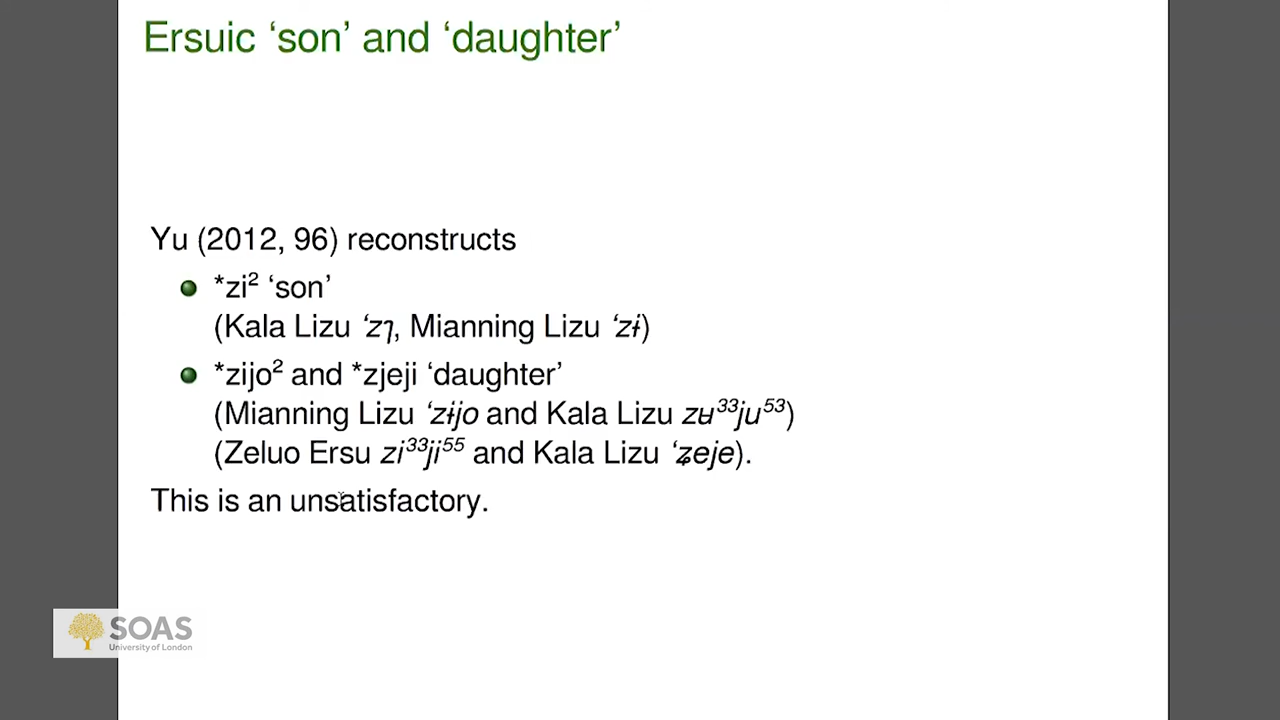 Ersuic ‘son’ and ‘daughter’
Yu (2012, 96) reconstructs
*zi² ‘son’
(Kala Lizu ‘zɿ, Mianning Lizu ‘zɨ)
*zijo² and *zjeji ‘daughter’
(Mianning Lizu ‘zɨjo and Kala Lizu zʉ³³ju⁵³)
(Zeluo Ersu zi³³ji⁵⁵ and Kala Lizu ‘ʑeje).
This is an unsatisfactory.
SOAS
University of London